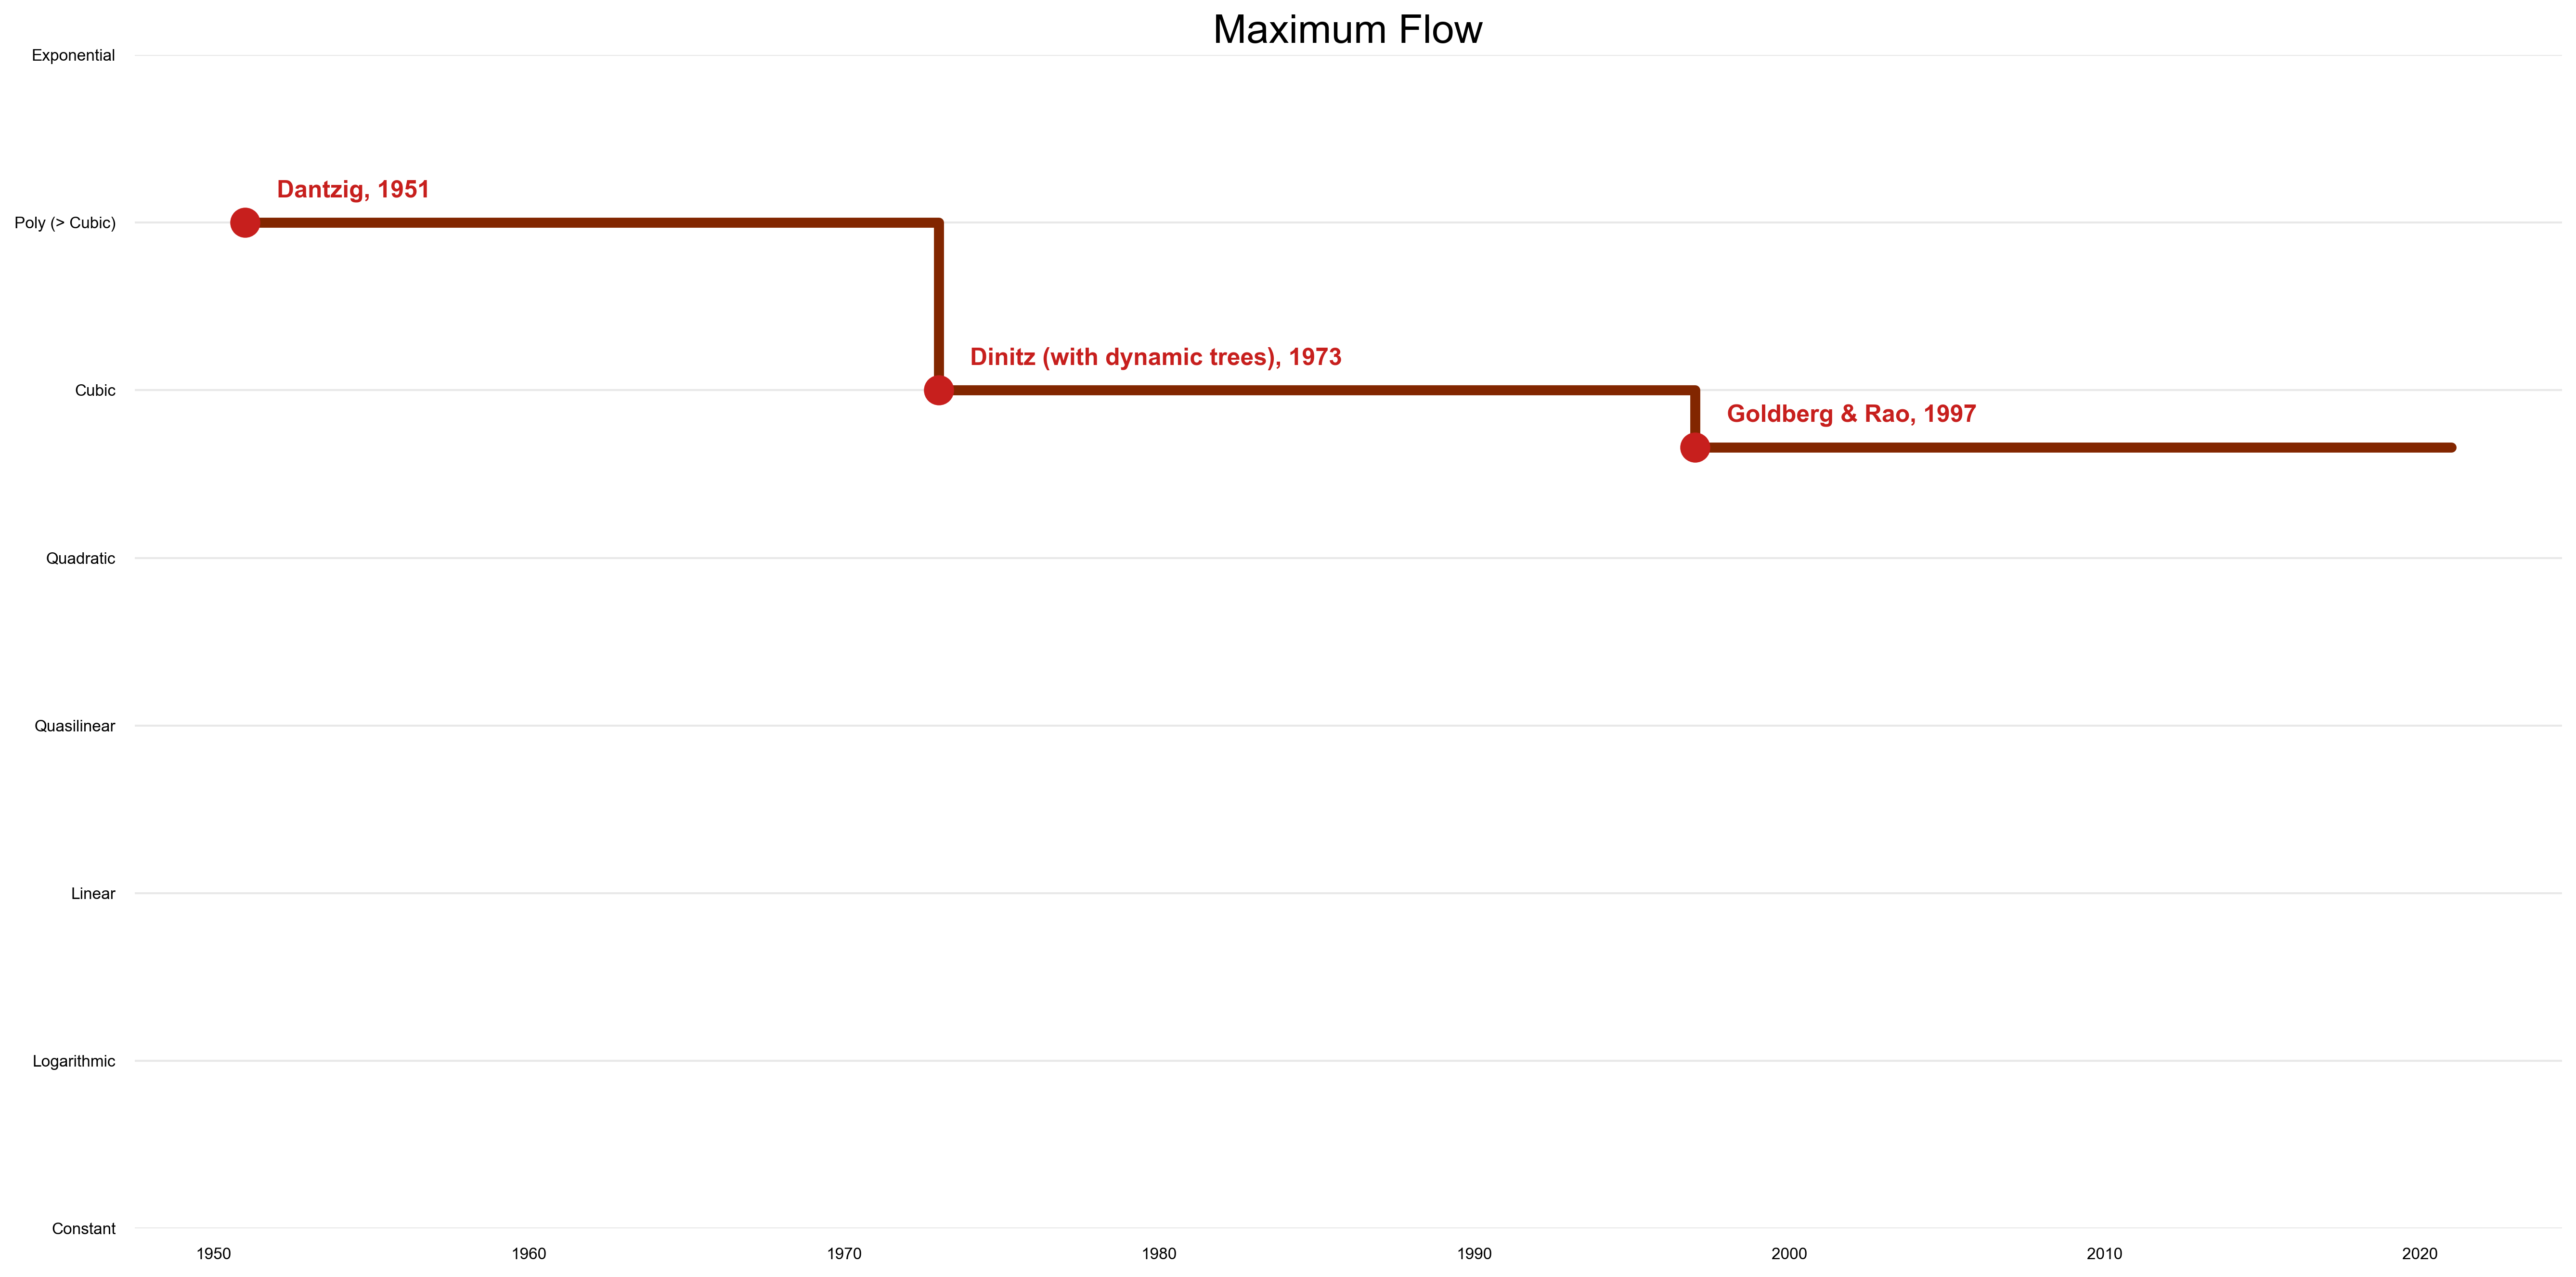 Maximum Flow
Exponential
Dantzig, 1951
Poly (> Cubic)
Dinitz (with dynamic trees), 1973
Cubic
Goldberg & Rao, 1997
Quadratic
Quasilinear
Linear
Logarithmic
Constant
1950 1960 1970 1980 1990 2000 2010 2020